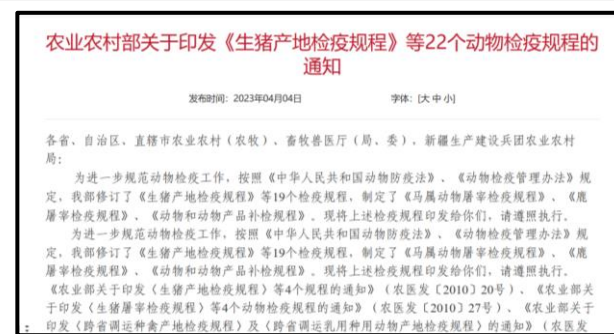 农业农村部关于印发《生猪产地检疫规程》等22个动物检疫规程的
通知
发布时间：2023年04月04日 字体：[大 中 小]
各省、自治区、直辖市农业农村（农牧）、畜牧兽医厅（局、委），新疆生产建设兵团农业农村
局：
为进一步规范动物检疫工作，按照《中华人民共和国动物防疫法》、《动物检疫管理办法》规
定，我部修订了《生猪产地检疫规程》等19个检疫规程，制定了《马属动物屠宰检疫规程》、《鹿
屠宰检疫规程》、《动物和动物产品补检规程》。现将上述检疫规程印发给你们，请遵照执行。
为进一步规范动物检疫工作，按照《中华人民共和国动物防疫法》、《动物检疫管理办法》规
定，我部修订了《生猪产地检疫规程》等19个检疫规程，制定了《马属动物屠宰检疫规程》、《鹿
屠宰检疫规程》、《动物和动物产品补检规程》。现将上述检疫规程印发给你们，请遵照执行。
《农业部关于印发〈生猪产地检疫规程〉等4个规程的通知》（农医发〔2010〕20号）、《农业部关
于印发〈生猪屠宰检疫规程〉等4个动物检疫规程的通知》（农医发〔2010〕27号）、《农业部关于
印发〈跨省调运种禽产地检疫规程〉及〈跨省调运乳用种用动物产地检疫规程〉的通知》（农医发